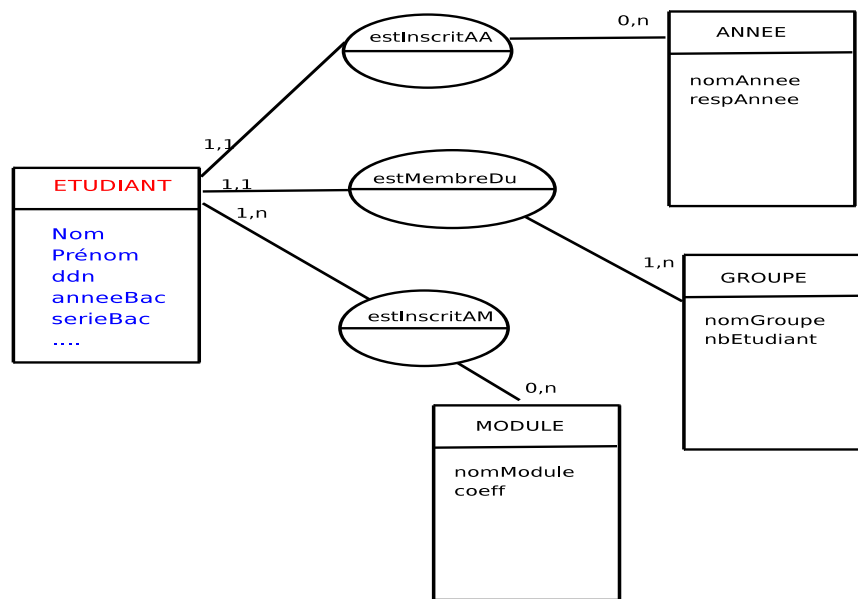 estInscritAA
0,n
ANNEE
nomAnnee
respAnnee
1,1
ETUDIANT
Nom
Prénom
ddn
anneeBac
serieBac
....
1,1
estMembreDu
1,n
GROUPE
nomGroupe
nbEtudiant
1,n
estInscritAM
0,n
MODULE
nomModule
coeff